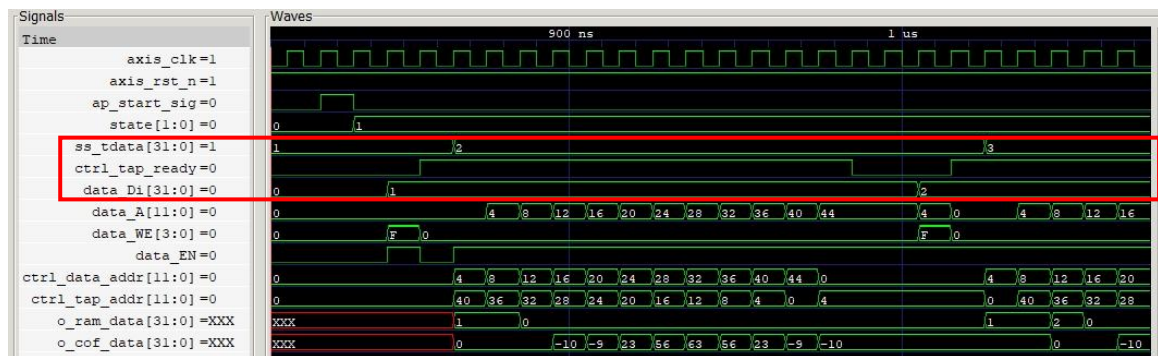 Signals Waves
Time 900 ns 1 us
axis_clk=1
axis_rst_n=1
ap_start_sig=0
state[1:0]=0 0 1
ss_tdata[31:0]=1 1 2 3
ctrl_tap_ready=0
data_Di[31:0]=0 0 1 2
data_A[11:0]=0 0 4 8 12 16 20 24 28 32 36 40 44 4 0 4 8 12 16
data_WE[3:0]=0 0 F 0 F 0
data_EN=0
ctrl_data_addr[11:0]=0 0 4 8 12 16 20 24 28 32 36 40 44 0 4 8 12 16 20
ctrl_tap_addr[11:0]=0 0 40 36 32 28 24 20 16 12 8 4 0 4 0 40 36 32 28
o_ram_data[31:0]=XXX XXX 1 0 1 2 0
o_cof_data[31:0]=XXX XXX 0 -10 -9 23 56 63 56 23 -9 -10 0 -10